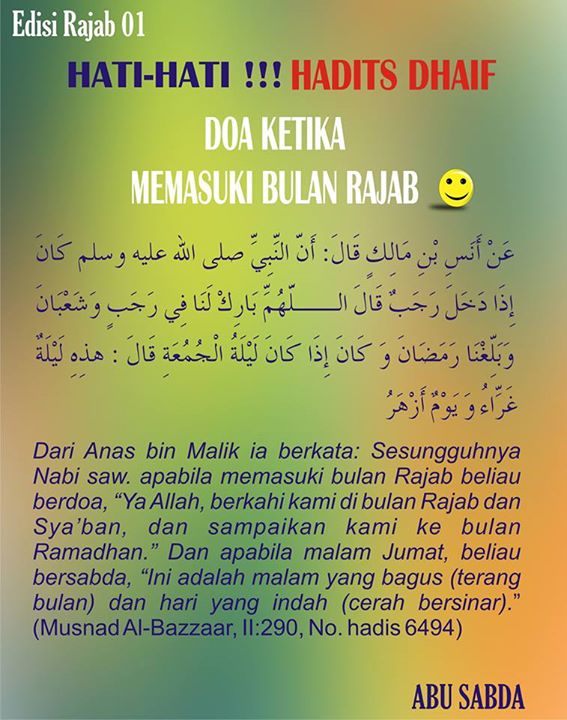 Edisi Rajab 01
HATI-HATI !!! HADITS DHAIF
DOA KETIKA
MEMASUKI BULAN RAJAB
عَنْ أَنَسِ بْنِ مَالِكٍ قَالَ: أَنَّ النَّبِيَّ صلى الله عليه وسلم كَانَ
إِذَا دَخَلَ رَجَبٌ قَالَ اللَّهُمَّ بَارِكْ لَنَا فِي رَجَبٍ وَشَعْبَانَ
وَبَلِّغْنَا رَمَضَانَ وَ كَانَ إِذَا كَانَ لَيْلَةُ الْجُمُعَةِ قَالَ : هذِهِ لَيْلَةٌ
غَرَّاءُ وَ يَوْمٌ أَزْهَرُ
Dari Anas bin Malik ia berkata: Sesungguhnya
Nabi saw. apabila memasuki bulan Rajab beliau
berdoa, “Ya Allah, berkahi kami di bulan Rajab dan
Sya’ban, dan sampaikan kami ke bulan
Ramadhan.” Dan apabila malam Jumat, beliau
bersabda, “Ini adalah malam yang bagus (terang
bulan) dan hari yang indah (cerah bersinar).”
(Musnad Al-Bazzaar, II:290, No. hadis 6494)
ABU SABDA